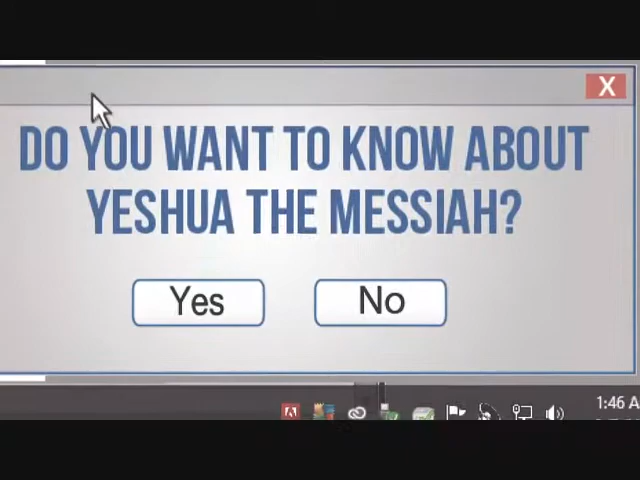 X
DO YOU WANT TO KNOW ABOUT
YESHUA THE MESSIAH?
Yes
No
1:46 A